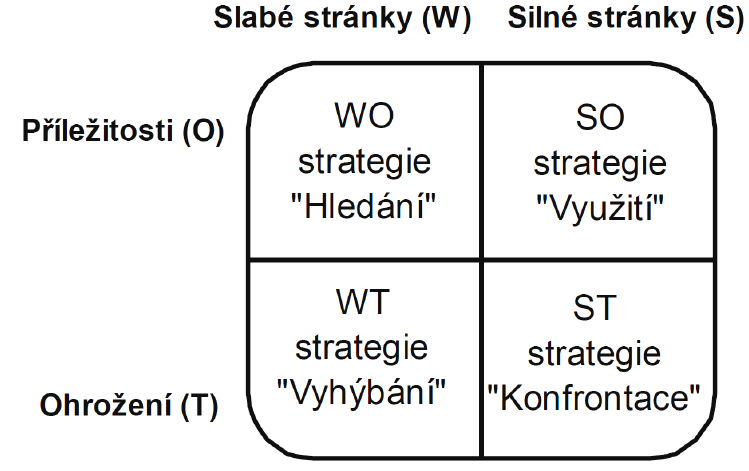 Slabé stránky (W) Silné stránky (S)
Příležitosti (O)
WO
strategie
"Hledání"
SO
strategie
"Využití"
Ohrožení (T)
WT
strategie
"Vyhýbání"
ST
strategie
"Konfrontace"